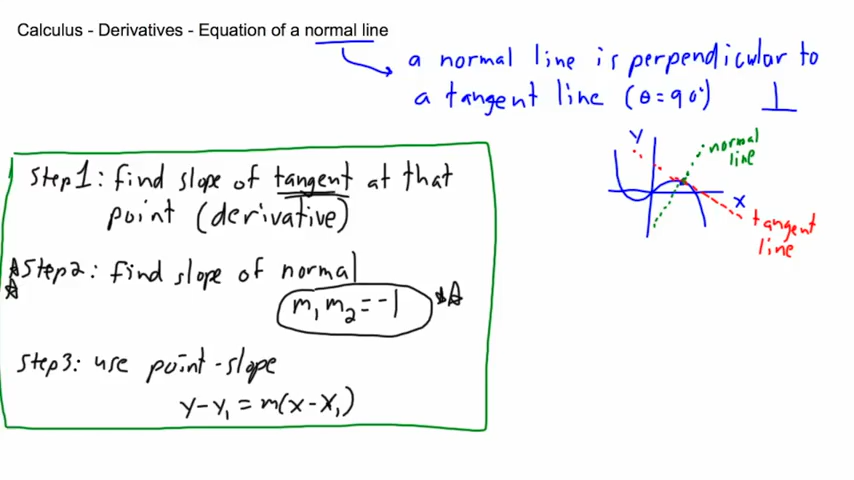 Calculus - Derivatives - Equation of a normal line
a normal line is perpendicular to
a tangent line (θ = 90°) ⊥
Step 1: find slope of tangent at that
point (derivative)
Step 2: find slope of normal
m₁ m₂ = -1
Step 3: use point-slope
y - y₁ = m(x - x₁)
y
normal
line
x
tangent
line